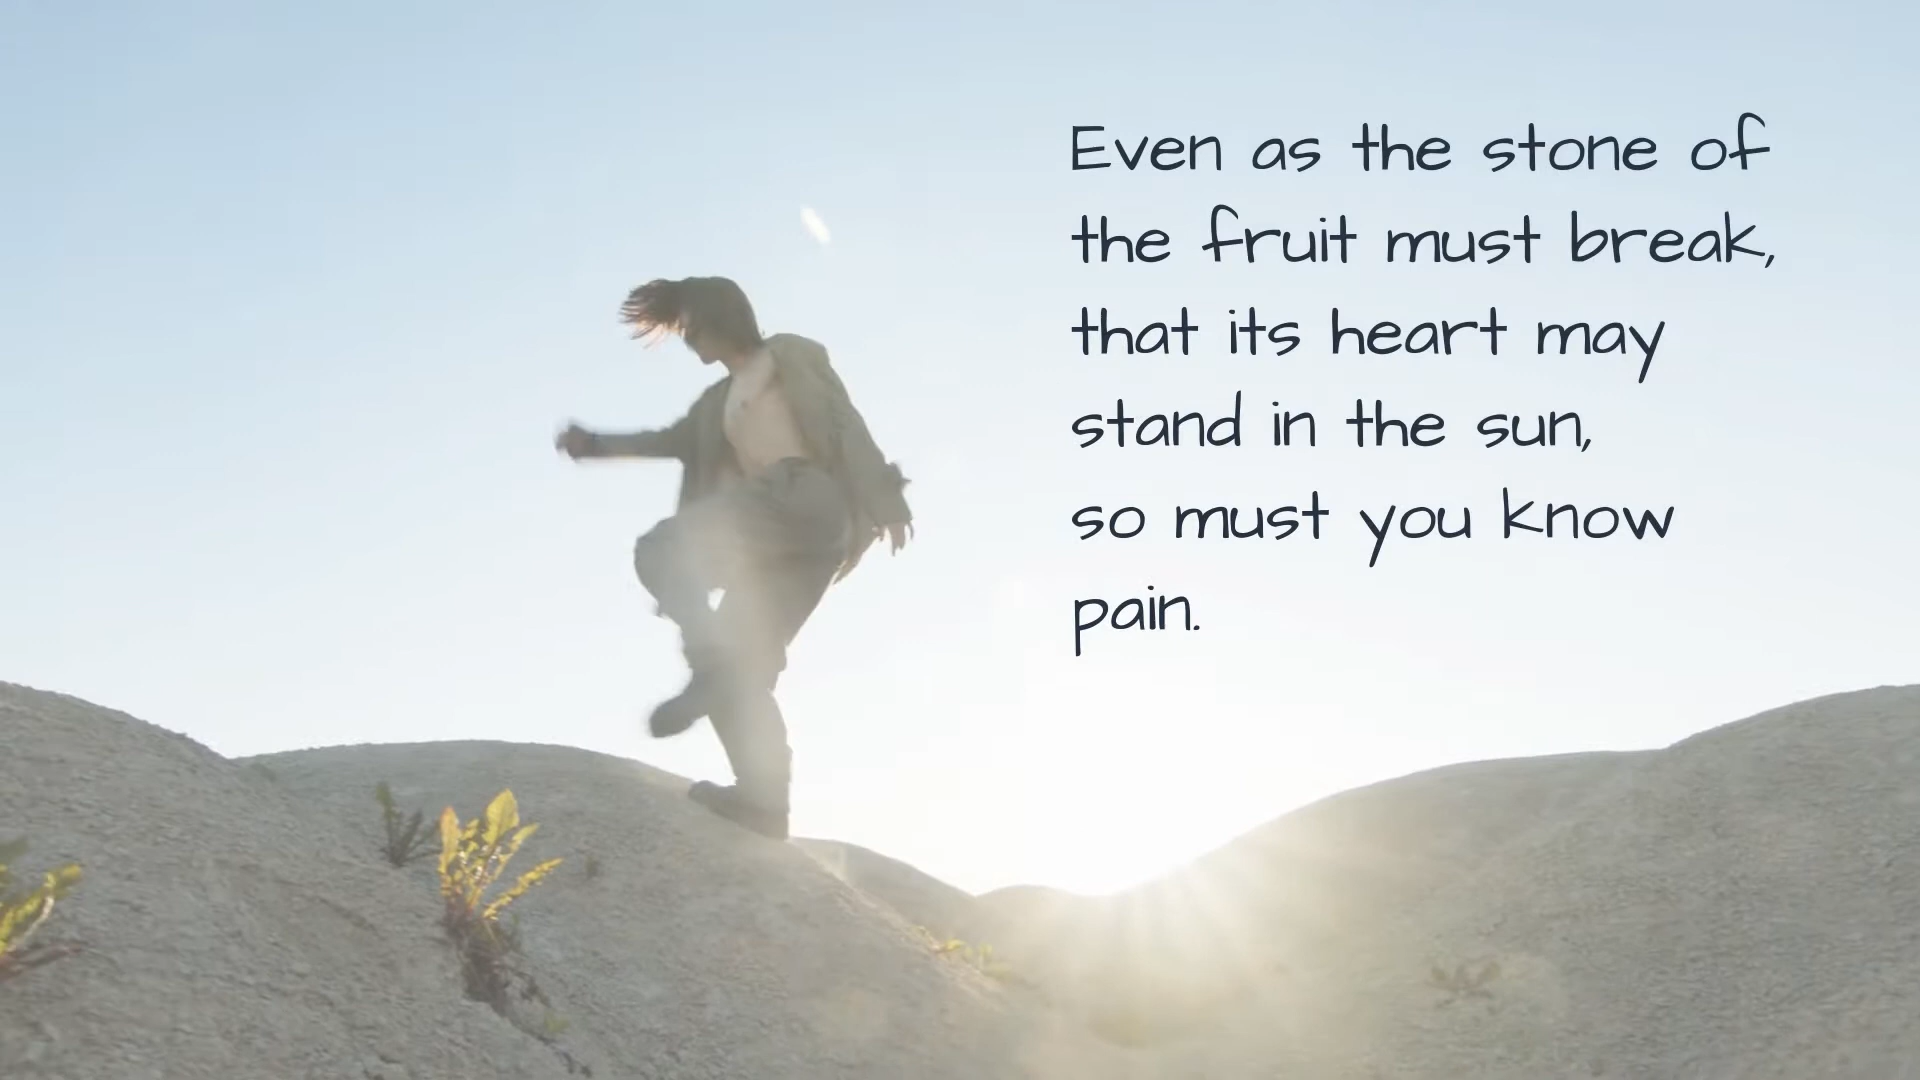 Even as the stone of
the fruit must break,
that its heart may
stand in the sun,
so must you know
pain.